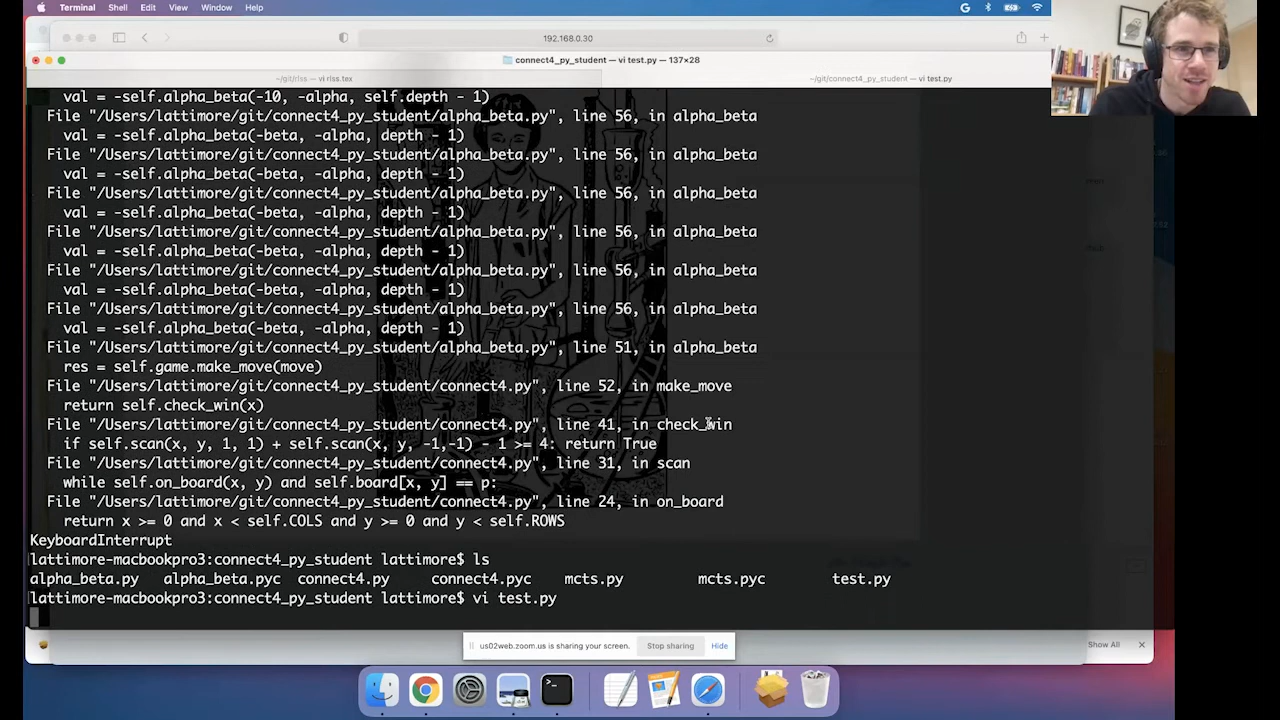 Terminal Shell Edit View Window Help
192.168.0.30
connect4_py_student — vi test.py — 137×28
~/git/rlss — vi rlss.tex
~/git/connect4_py_student — vi test.py
val = -self.alpha_beta(-10, -alpha, self.depth - 1)
File "/Users/lattimore/git/connect4_py_student/alpha_beta.py", line 56, in alpha_beta
val = -self.alpha_beta(-beta, -alpha, depth - 1)
File "/Users/lattimore/git/connect4_py_student/alpha_beta.py", line 56, in alpha_beta
val = -self.alpha_beta(-beta, -alpha, depth - 1)
File "/Users/lattimore/git/connect4_py_student/alpha_beta.py", line 56, in alpha_beta
val = -self.alpha_beta(-beta, -alpha, depth - 1)
File "/Users/lattimore/git/connect4_py_student/alpha_beta.py", line 56, in alpha_beta
val = -self.alpha_beta(-beta, -alpha, depth - 1)
File "/Users/lattimore/git/connect4_py_student/alpha_beta.py", line 56, in alpha_beta
val = -self.alpha_beta(-beta, -alpha, depth - 1)
File "/Users/lattimore/git/connect4_py_student/alpha_beta.py", line 56, in alpha_beta
val = -self.alpha_beta(-beta, -alpha, depth - 1)
File "/Users/lattimore/git/connect4_py_student/alpha_beta.py", line 51, in alpha_beta
res = self.game.make_move(move)
File "/Users/lattimore/git/connect4_py_student/connect4.py", line 52, in make_move
return self.check_win(x)
File "/Users/lattimore/git/connect4_py_student/connect4.py", line 41, in check_win
if self.scan(x, y, 1, 1) + self.scan(x, y, -1,-1) - 1 >= 4: return True
File "/Users/lattimore/git/connect4_py_student/connect4.py", line 31, in scan
while self.on_board(x, y) and self.board[x, y] == p:
File "/Users/lattimore/git/connect4_py_student/connect4.py", line 24, in on_board
return x >= 0 and x < self.COLS and y >= 0 and y < self.ROWS
KeyboardInterrupt
lattimore-macbookpro3:connect4_py_student lattimore$ ls
alpha_beta.py alpha_beta.pyc connect4.py connect4.pyc mcts.py mcts.pyc test.py
lattimore-macbookpro3:connect4_py_student lattimore$ vi test.py
us02web.zoom.us is sharing your screen. Stop sharing Hide
Show All